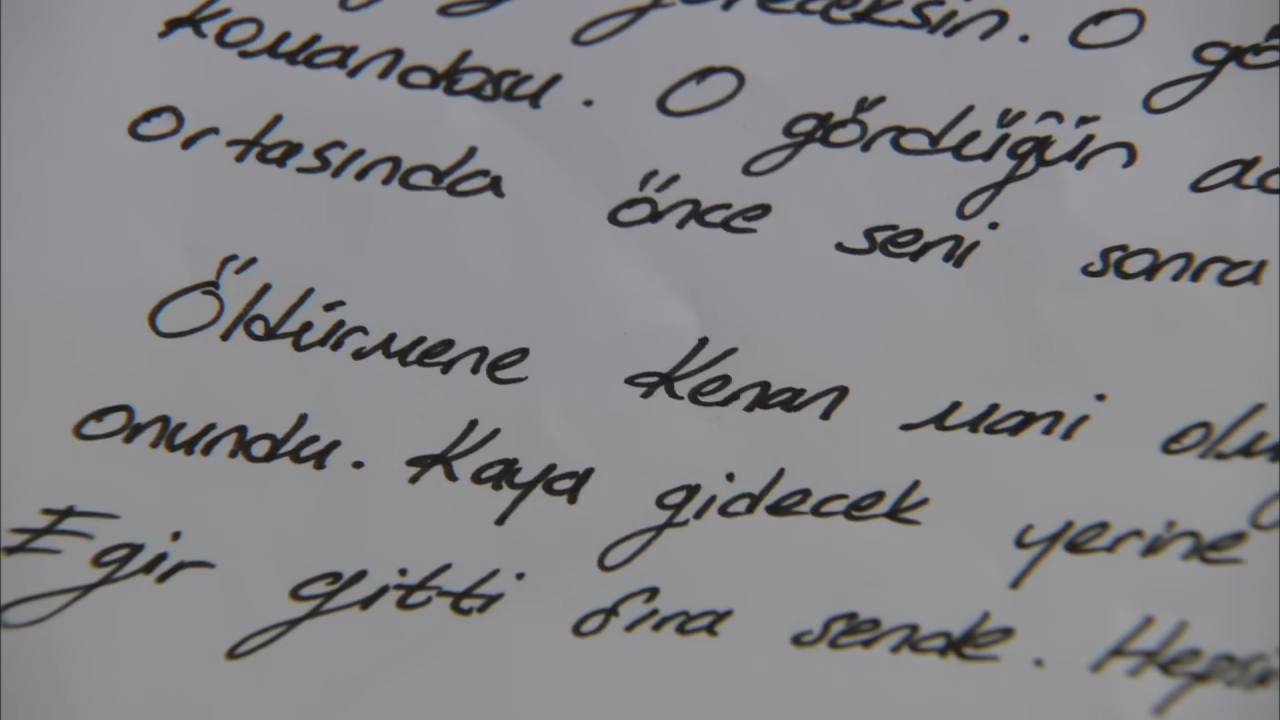 göreceksin. O
komandosu. O gördüğün
ortasında önce seni sonra
Öldürmene Kenan mani
onundu. Kaya gidecek yerine
Egir gitti sıra sende.